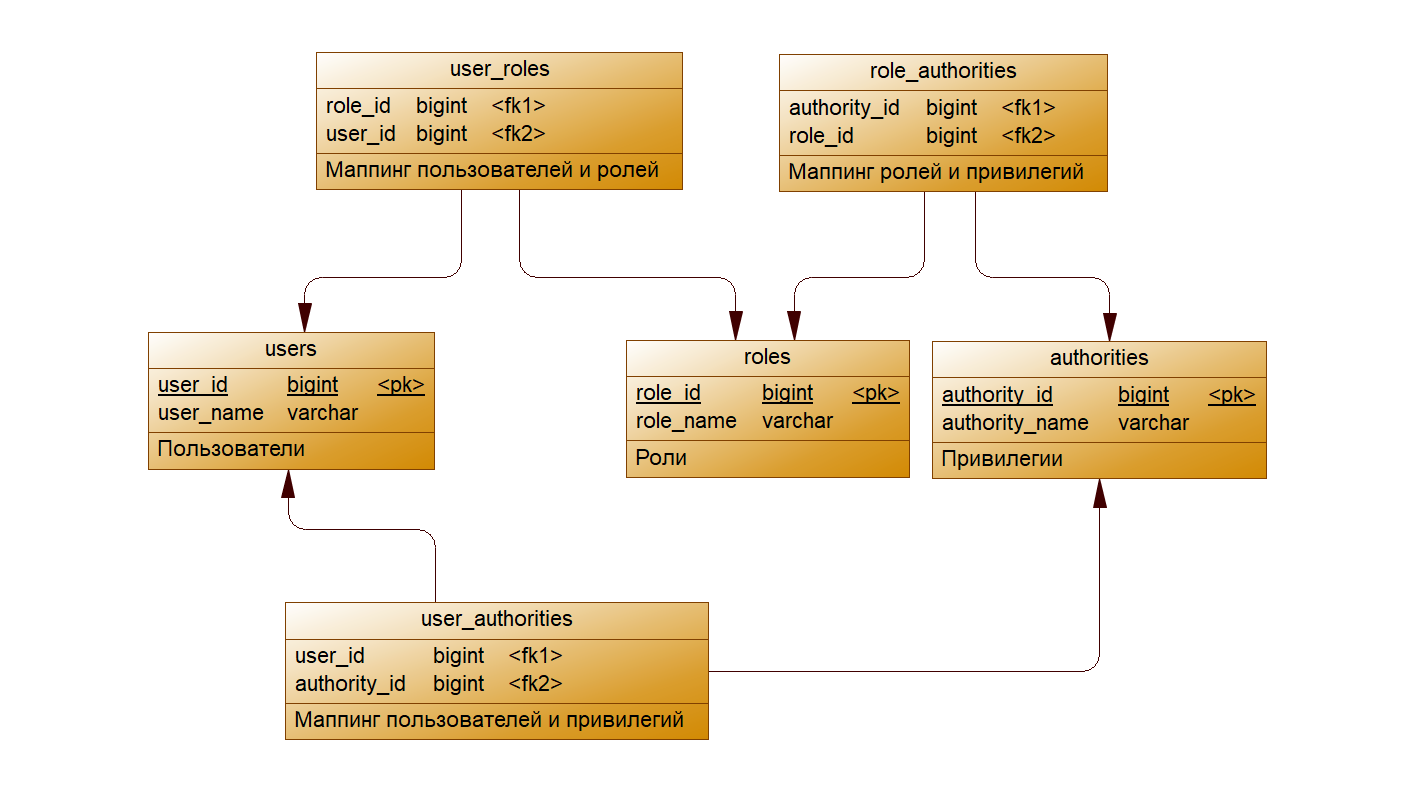 user_roles
role_id bigint <fk1>
user_id bigint <fk2>
Маппинг пользователей и ролей
role_authorities
authority_id bigint <fk1>
role_id bigint <fk2>
Маппинг ролей и привилегий
users
user_id bigint <pk>
user_name varchar
Пользователи
roles
role_id bigint <pk>
role_name varchar
Роли
authorities
authority_id bigint <pk>
authority_name varchar
Привилегии
user_authorities
user_id bigint <fk1>
authority_id bigint <fk2>
Маппинг пользователей и привилегий